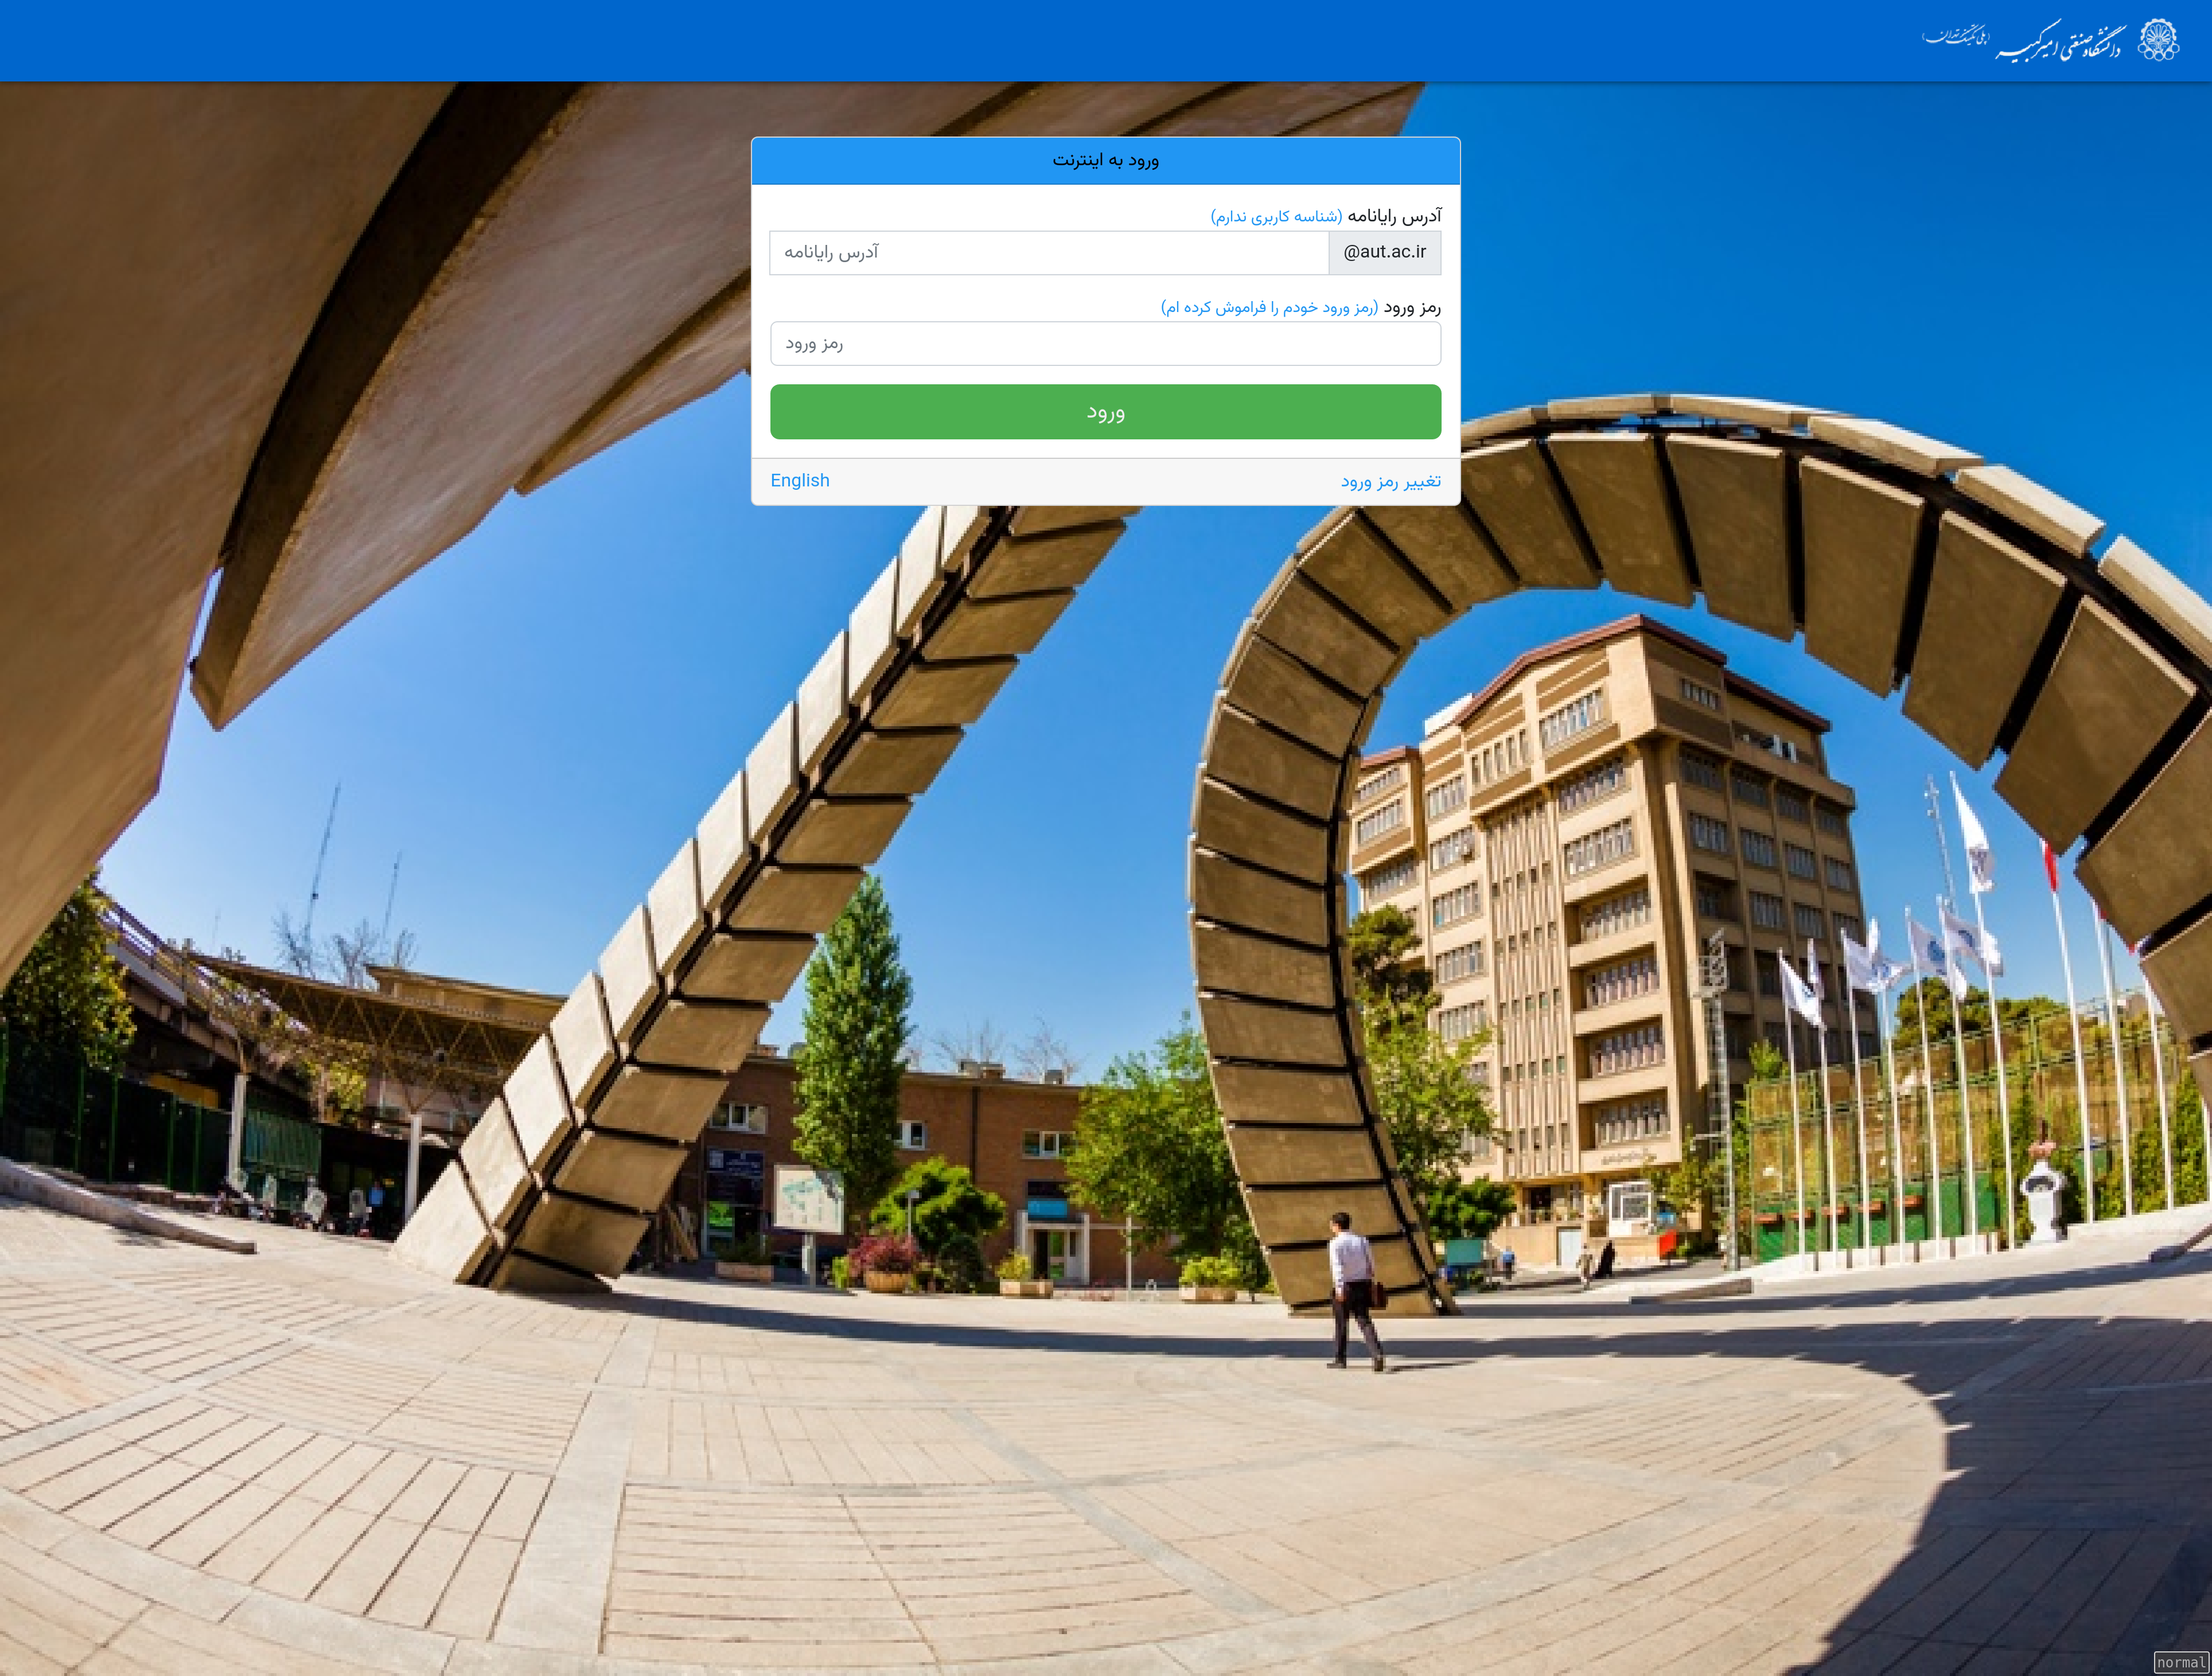 دانشگاه صنعتی امیرکبیر (پلی تکنیک تهران)
ورود به اینترنت
آدرس رایانامه (شناسه کاربری ندارم)
@aut.ac.ir آدرس رایانامه
رمز ورود (رمز ورود خودم را فراموش کرده ام)
رمز ورود
ورود
تغییر رمز ورود English
normal